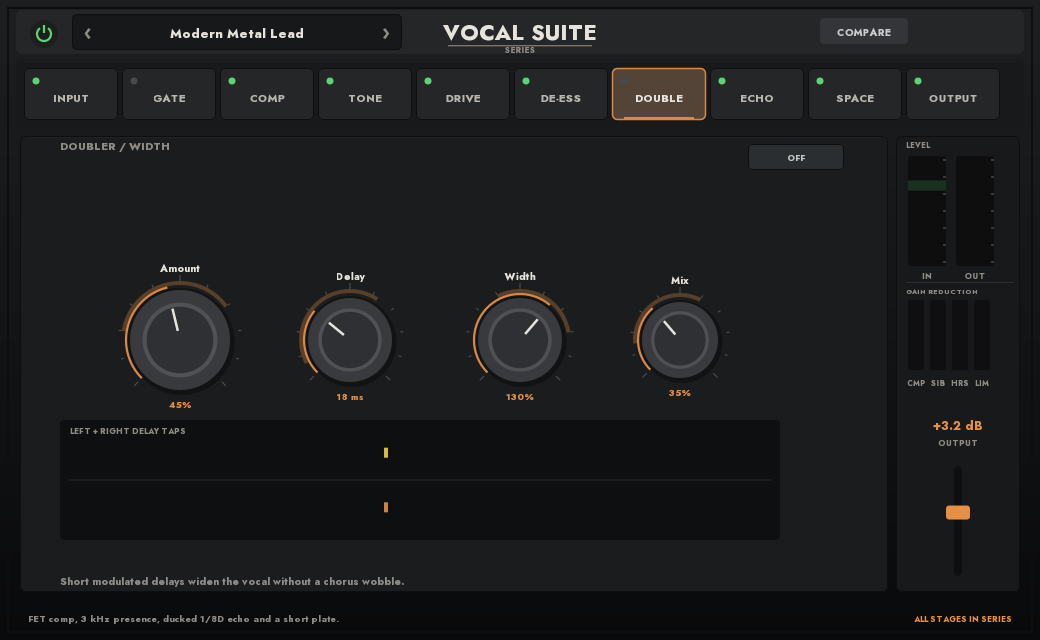 ‹ Modern Metal Lead ›
VOCAL SUITE
SERIES
COMPARE
INPUT
GATE
COMP
TONE
DRIVE
DE-ESS
DOUBLE
ECHO
SPACE
OUTPUT
DOUBLER / WIDTH
OFF
Amount
Delay
Width
Mix
45%
18 ms
130%
35%
LEFT + RIGHT DELAY TAPS
Short modulated delays widen the vocal without a chorus wobble.
LEVEL
IN OUT
GAIN REDUCTION
CMP SIB HRS LIM
+3.2 dB
OUTPUT
FET comp, 3 kHz presence, ducked 1/8D echo and a short plate.
ALL STAGES IN SERIES